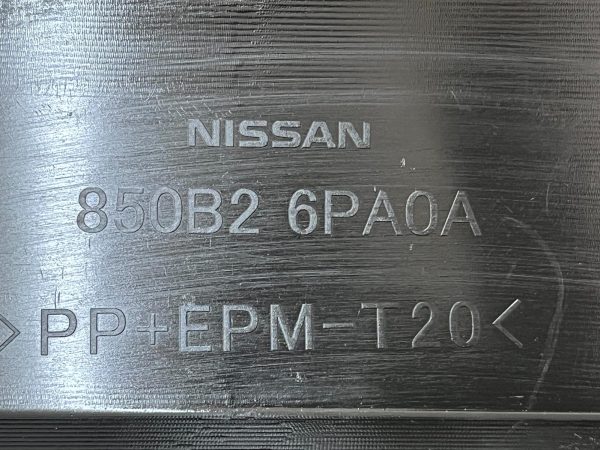 NISSAN
850B2 6PA0A
>PP+EPM-T20<